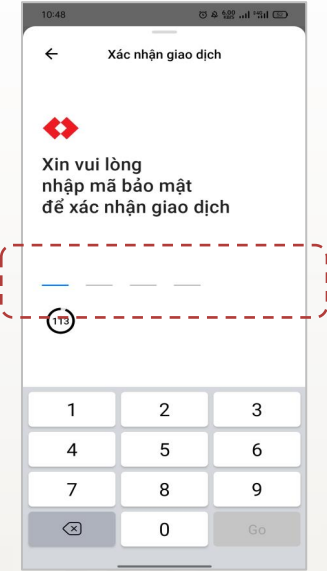 10:48
Xác nhận giao dịch
Xin vui lòng
nhập mã bảo mật
để xác nhận giao dịch
113
1 2 3
4 5 6
7 8 9
0 Go